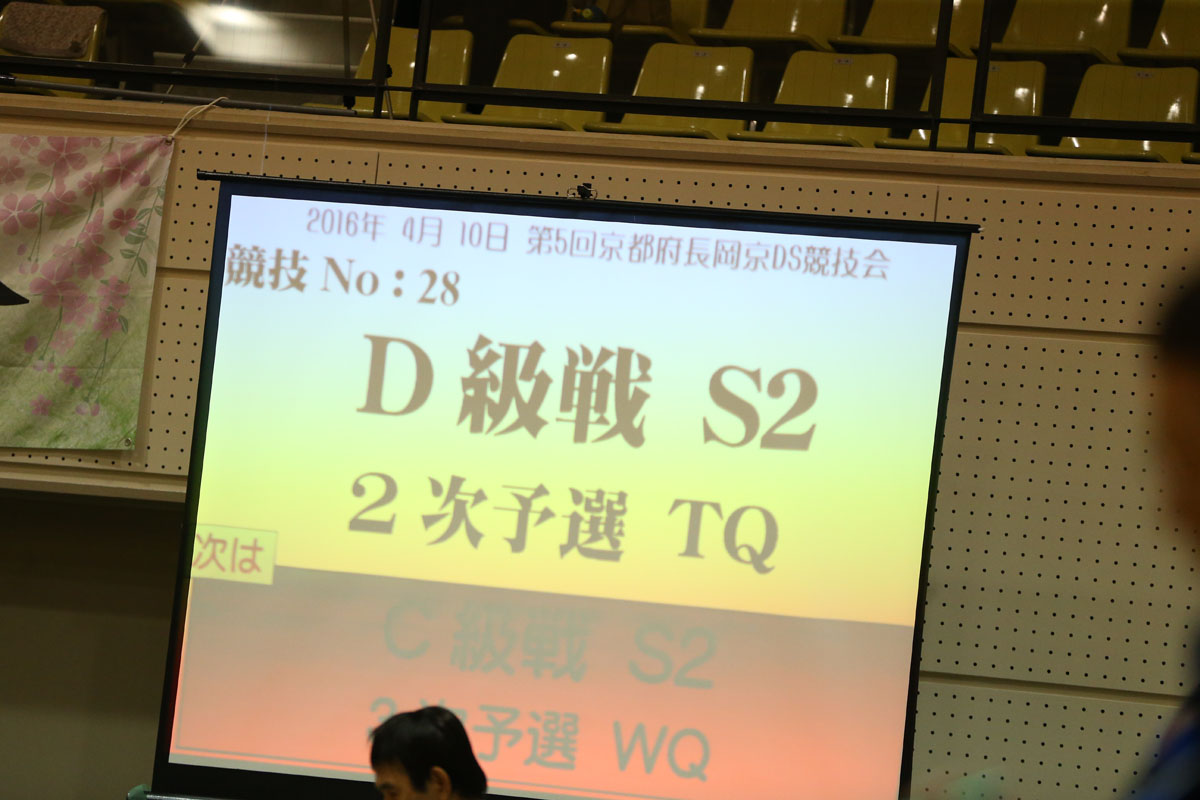 2016年 4月 10日 第5回京都府長岡京DS競技会
競技 No：28
D級戦 S2
2次予選 TQ
次は
C級戦 S2
予選 WQ